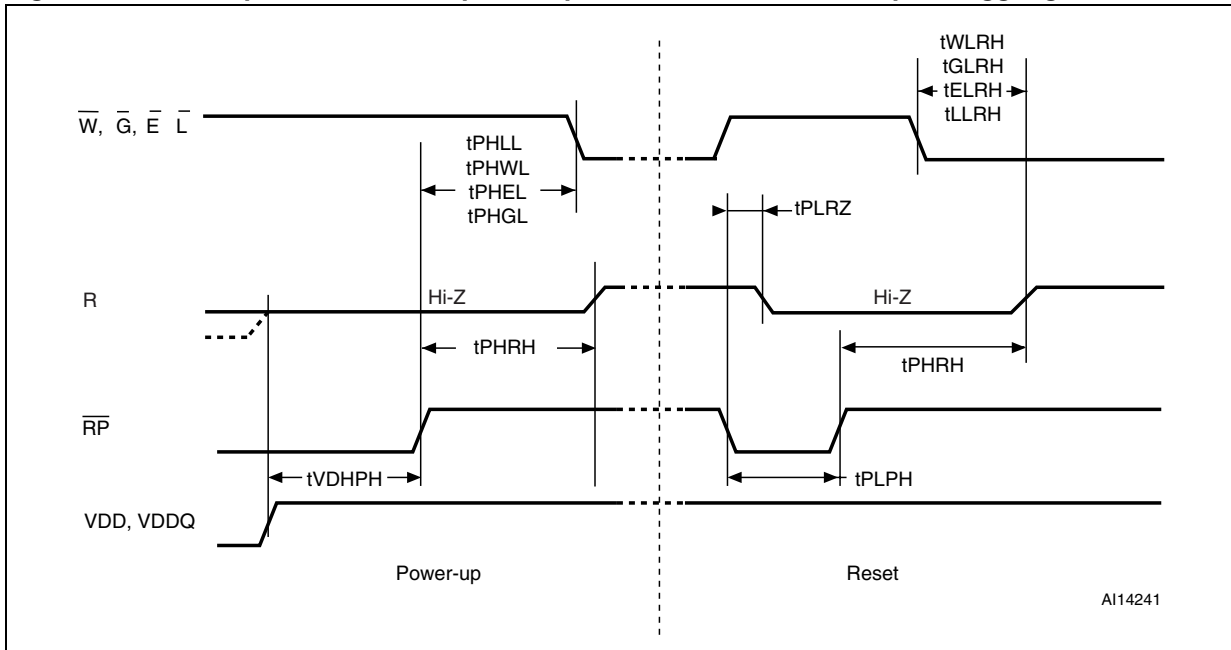 tWLRH
tGLRH
tELRH
tLLRH
W̅, G̅, E̅ L̅
tPHLL
tPHWL
tPHEL
tPHGL
tPLRZ
R
Hi-Z
Hi-Z
tPHRH
tPHRH
R̅P̅
tVDHPH
tPLPH
VDD, VDDQ
Power-up
Reset
AI14241